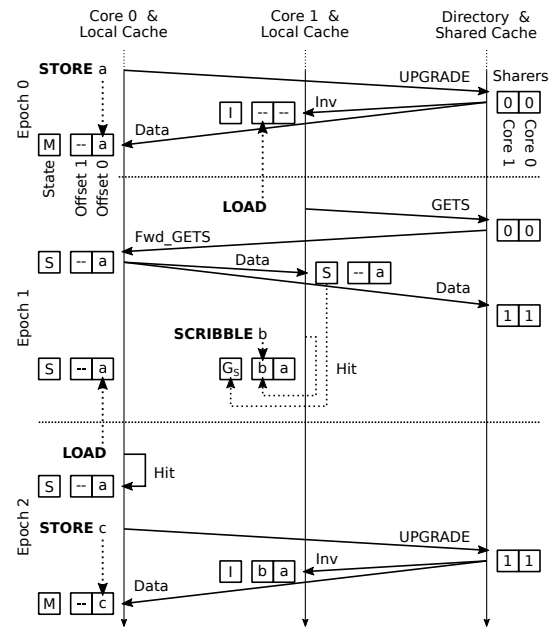 Core 0 &
Local Cache
Core 1 &
Local Cache
Directory &
Shared Cache
Epoch 0
STORE a
UPGRADE
Sharers
I -- --
Inv
0 0
Data
M -- a
State
Offset 1
Offset 0
Core 1
Core 0
Epoch 1
LOAD
GETS
0 0
Fwd_GETS
S -- a
Data
S -- a
Data
1 1
SCRIBBLE b
S -- a
GS b a
Hit
Epoch 2
LOAD
Hit
S -- a
STORE c
UPGRADE
I b a
Inv
1 1
Data
M -- c